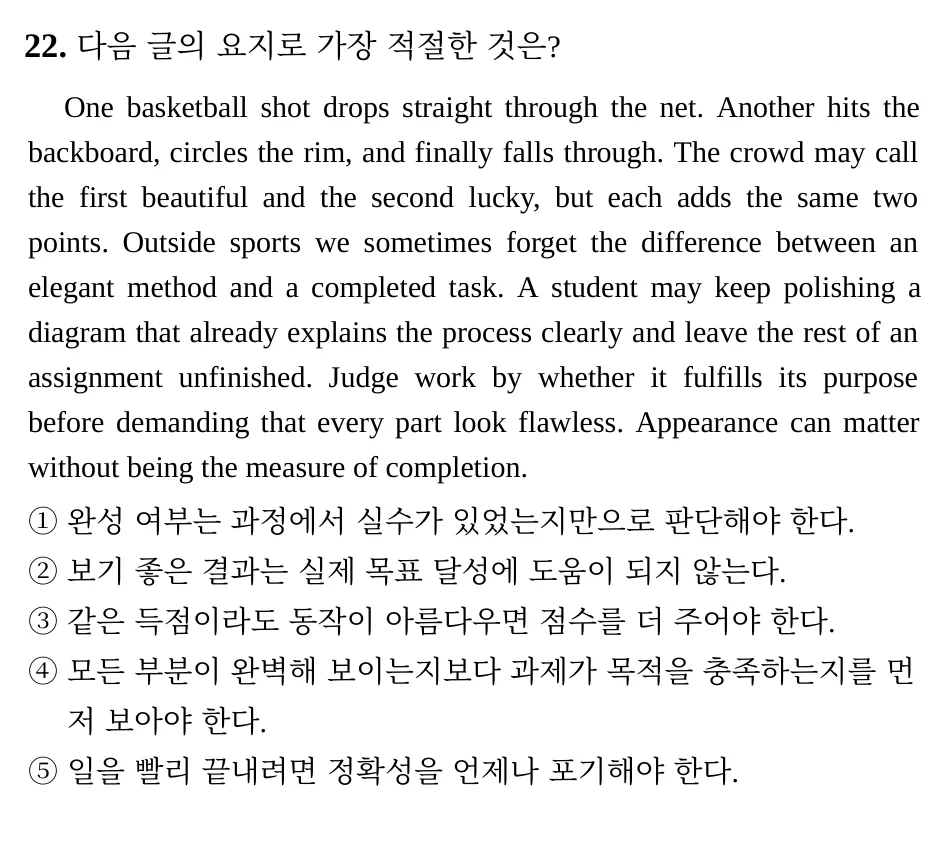 22. 다음 글의 요지로 가장 적절한 것은?
One basketball shot drops straight through the net. Another hits the
backboard, circles the rim, and finally falls through. The crowd may call
the first beautiful and the second lucky, but each adds the same two
points. Outside sports we sometimes forget the difference between an
elegant method and a completed task. A student may keep polishing a
diagram that already explains the process clearly and leave the rest of an
assignment unfinished. Judge work by whether it fulfills its purpose
before demanding that every part look flawless. Appearance can matter
without being the measure of completion.
① 완성 여부는 과정에서 실수가 있었는지만으로 판단해야 한다.
② 보기 좋은 결과는 실제 목표 달성에 도움이 되지 않는다.
③ 같은 득점이라도 동작이 아름다우면 점수를 더 주어야 한다.
④ 모든 부분이 완벽해 보이는지보다 과제가 목적을 충족하는지를 먼
저 보아야 한다.
⑤ 일을 빨리 끝내려면 정확성을 언제나 포기해야 한다.